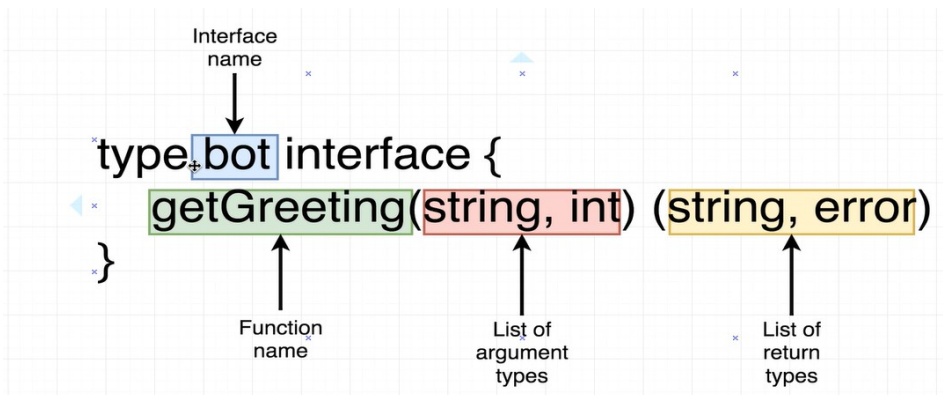 Interface
name
type bot interface {
getGreeting(string, int) (string, error)
}
Function
name
List of
argument
types
List of
return
types